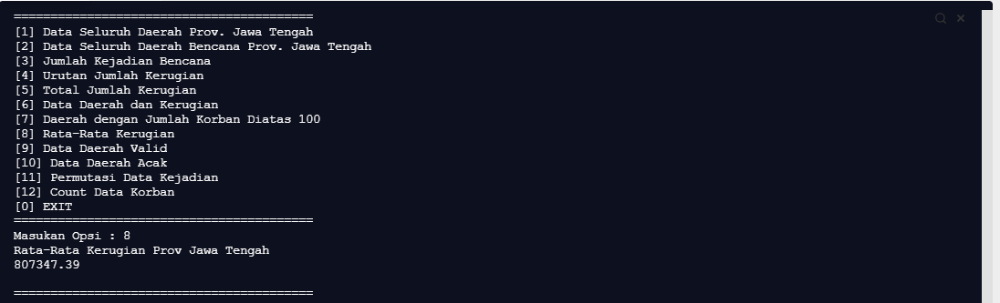 =========================================
[1] Data Seluruh Daerah Prov. Jawa Tengah
[2] Data Seluruh Daerah Bencana Prov. Jawa Tengah
[3] Jumlah Kejadian Bencana
[4] Urutan Jumlah Kerugian
[5] Total Jumlah Kerugian
[6] Data Daerah dan Kerugian
[7] Daerah dengan Jumlah Korban Diatas 100
[8] Rata-Rata Kerugian
[9] Data Daerah Valid
[10] Data Daerah Acak
[11] Permutasi Data Kejadian
[12] Count Data Korban
[0] EXIT
=========================================
Masukan Opsi : 8
Rata-Rata Kerugian Prov Jawa Tengah
807347.39
=========================================